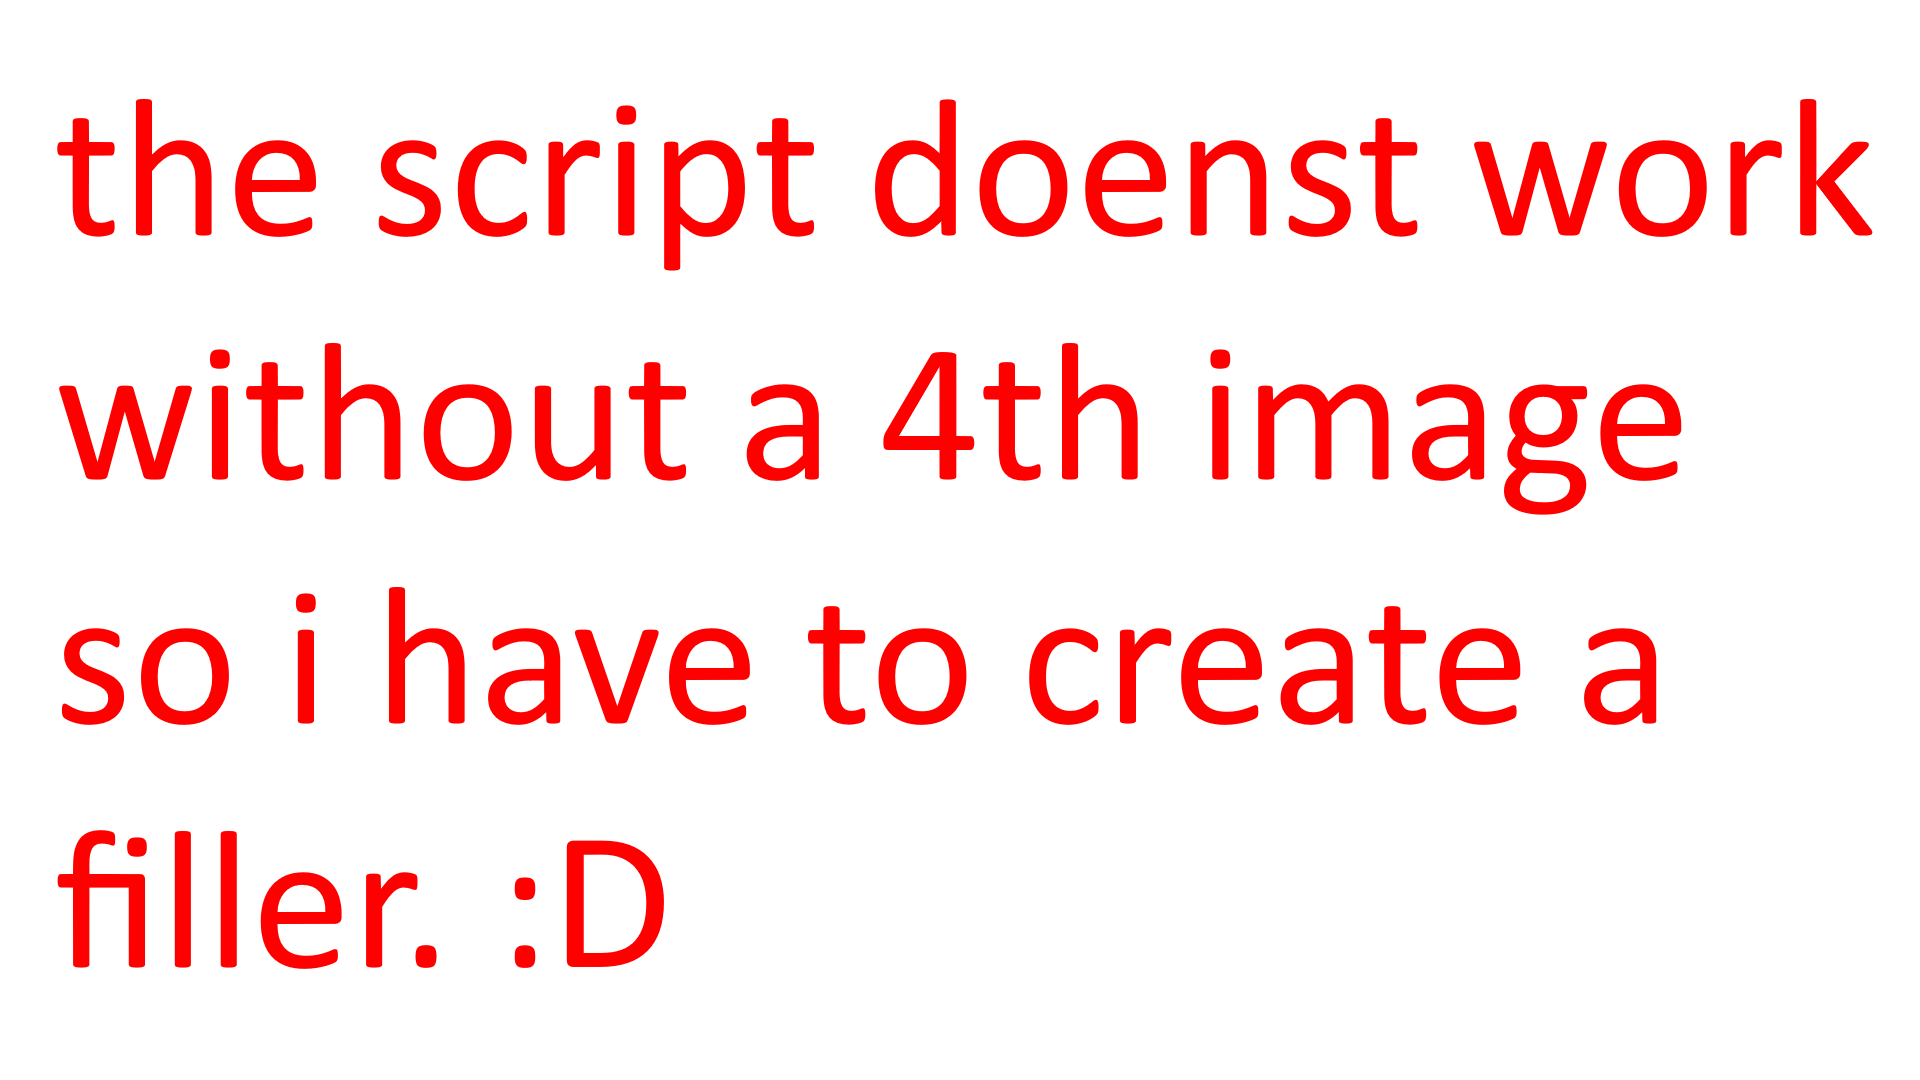 the script doenst work
without a 4th image
so i have to create a
filler. :D